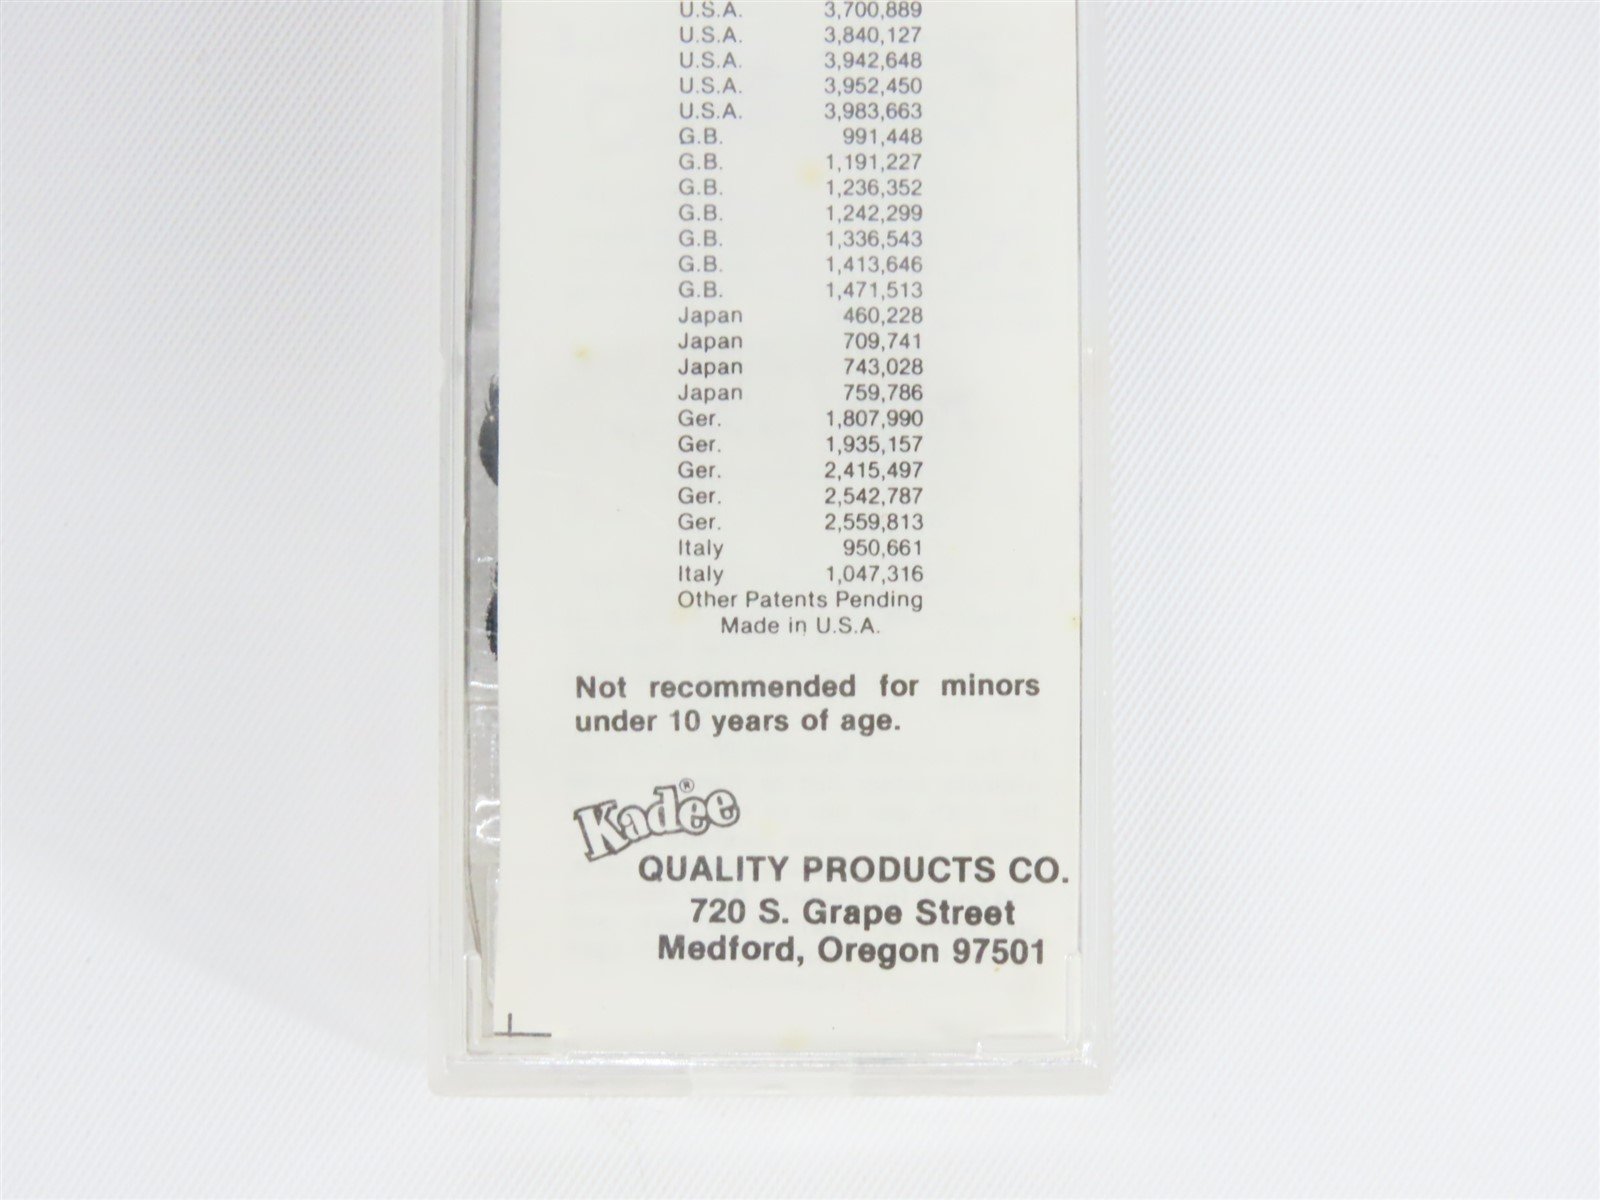 U.S.A. 3,700,889
U.S.A. 3,840,127
U.S.A. 3,942,648
U.S.A. 3,952,450
U.S.A. 3,983,663
G.B. 991,448
G.B. 1,191,227
G.B. 1,236,352
G.B. 1,242,299
G.B. 1,336,543
G.B. 1,413,646
G.B. 1,471,513
Japan 460,228
Japan 709,741
Japan 743,028
Japan 759,786
Ger. 1,807,990
Ger. 1,935,157
Ger. 2,415,497
Ger. 2,542,787
Ger. 2,559,813
Italy 950,661
Italy 1,047,316
Other Patents Pending
Made in U.S.A.
Not recommended for minors
under 10 years of age.
Kadee®
QUALITY PRODUCTS CO.
720 S. Grape Street
Medford, Oregon 97501